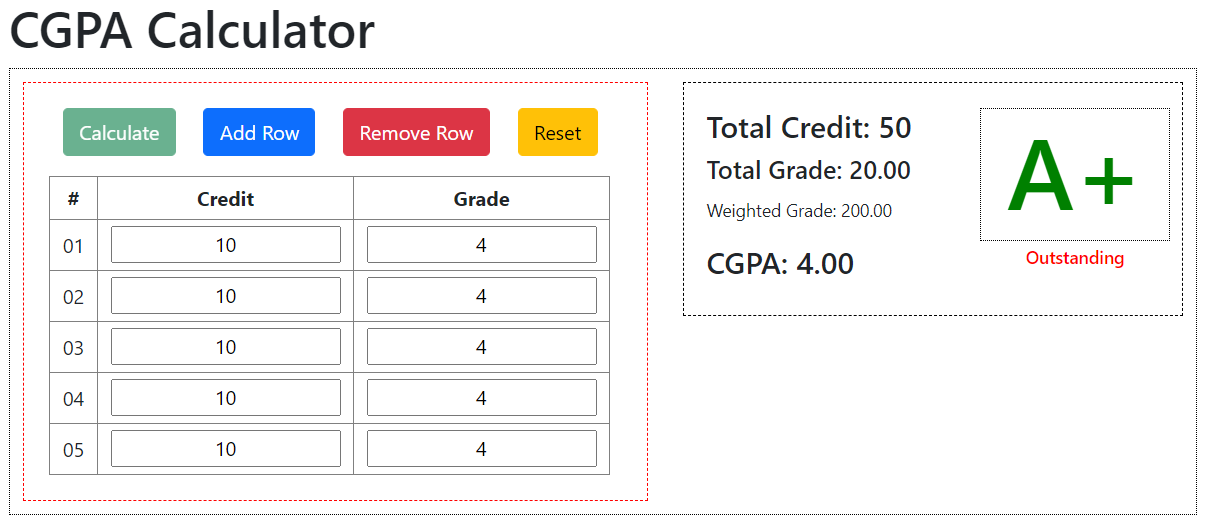 CGPA Calculator
Calculate Add Row Remove Row Reset
# Credit Grade
01 10 4
02 10 4
03 10 4
04 10 4
05 10 4
Total Credit: 50
Total Grade: 20.00
Weighted Grade: 200.00
CGPA: 4.00
A+
Outstanding